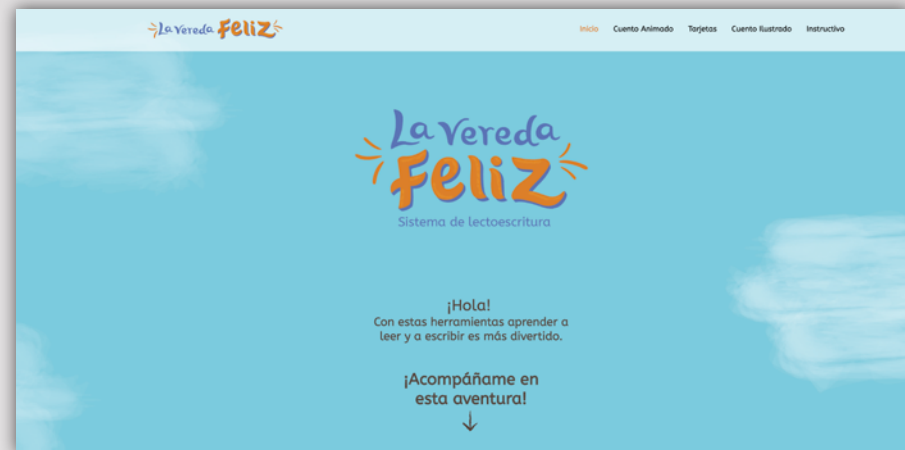 La vereda Feliz
Inicio Cuento Animado Tarjetas Cuento Ilustrado Instructivo
La vereda
Feliz
Sistema de lectoescritura
¡Hola!
Con estas herramientas aprender a
leer y a escribir es más divertido.
¡Acompáñame en
esta aventura!